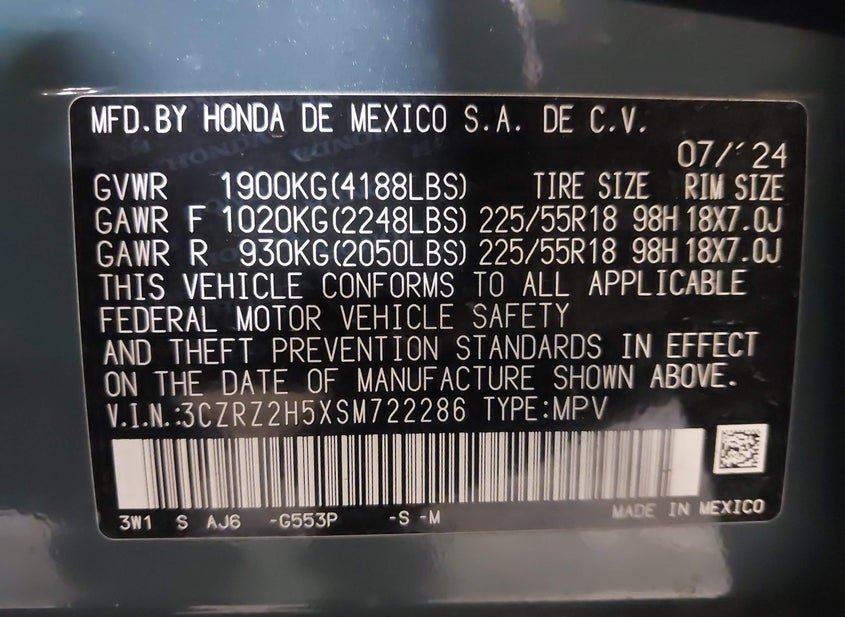 MFD.BY HONDA DE MEXICO S.A. DE C.V.
07/'24
GVWR 1900KG(4188LBS) TIRE SIZE RIM SIZE
GAWR F 1020KG(2248LBS) 225/55R18 98H 18X7.0J
GAWR R 930KG(2050LBS) 225/55R18 98H 18X7.0J
THIS VEHICLE CONFORMS TO ALL APPLICABLE
FEDERAL MOTOR VEHICLE SAFETY
AND THEFT PREVENTION STANDARDS IN EFFECT
ON THE DATE OF MANUFACTURE SHOWN ABOVE.
V.I.N.:3CZRZ2H5XSM722286 TYPE:MPV
3W1 S AJ6 -G553P -S -M MADE IN MEXICO